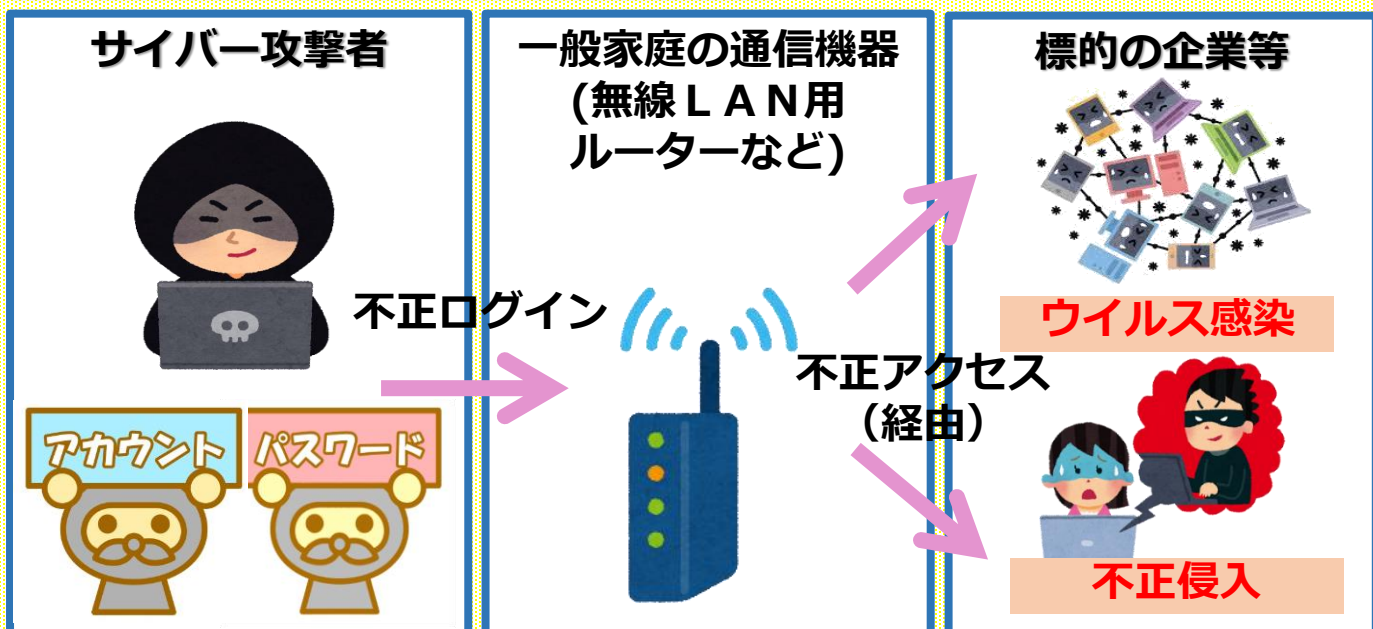 サイバー攻撃者
一般家庭の通信機器
(無線ＬＡＮ用
ルーターなど)
標的の企業等
不正ログイン
アカウント
パスワード
不正アクセス
（経由）
ウイルス感染
不正侵入